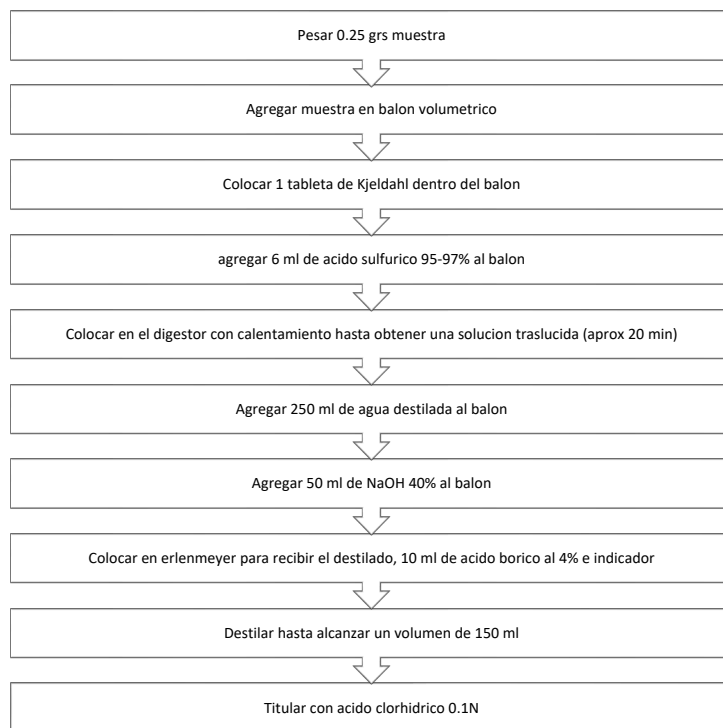 Pesar 0.25 grs muestra
Agregar muestra en balon volumetrico
Colocar 1 tableta de Kjeldahl dentro del balon
agregar 6 ml de acido sulfurico 95-97% al balon
Colocar en el digestor con calentamiento hasta obtener una solucion traslucida (aprox 20 min)
Agregar 250 ml de agua destilada al balon
Agregar 50 ml de NaOH 40% al balon
Colocar en erlenmeyer para recibir el destilado, 10 ml de acido borico al 4% e indicador
Destilar hasta alcanzar un volumen de 150 ml
Titular con acido clorhidrico 0.1N